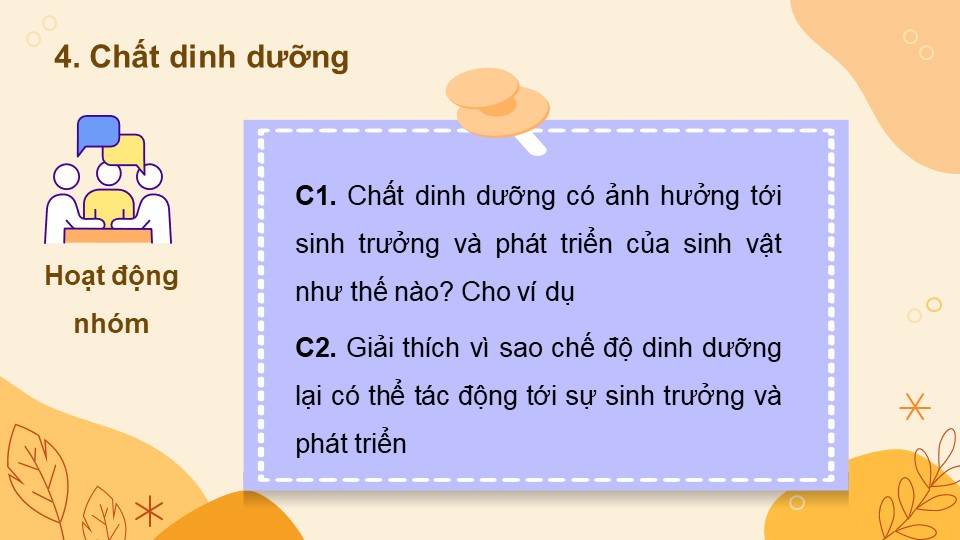 4. Chất dinh dưỡng
Hoạt động
nhóm
C1. Chất dinh dưỡng có ảnh hưởng tới
sinh trưởng và phát triển của sinh vật
như thế nào? Cho ví dụ
C2. Giải thích vì sao chế độ dinh dưỡng
lại có thể tác động tới sự sinh trưởng và
phát triển